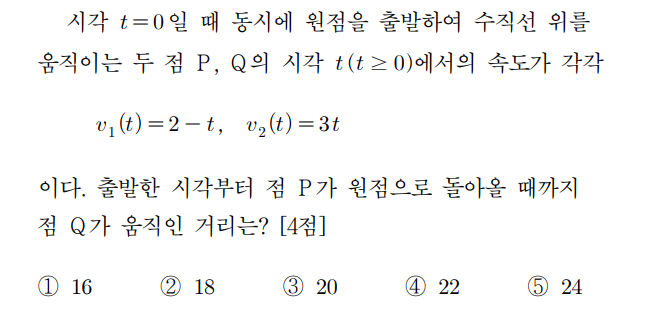 시각 t=0일 때 동시에 원점을 출발하여 수직선 위를
움직이는 두 점 P, Q의 시각 t(t≥0)에서의 속도가 각각
v₁(t)=2-t, v₂(t)=3t
이다. 출발한 시각부터 점 P가 원점으로 돌아올 때까지
점 Q가 움직인 거리는? [4점]
① 16 ② 18 ③ 20 ④ 22 ⑤ 24